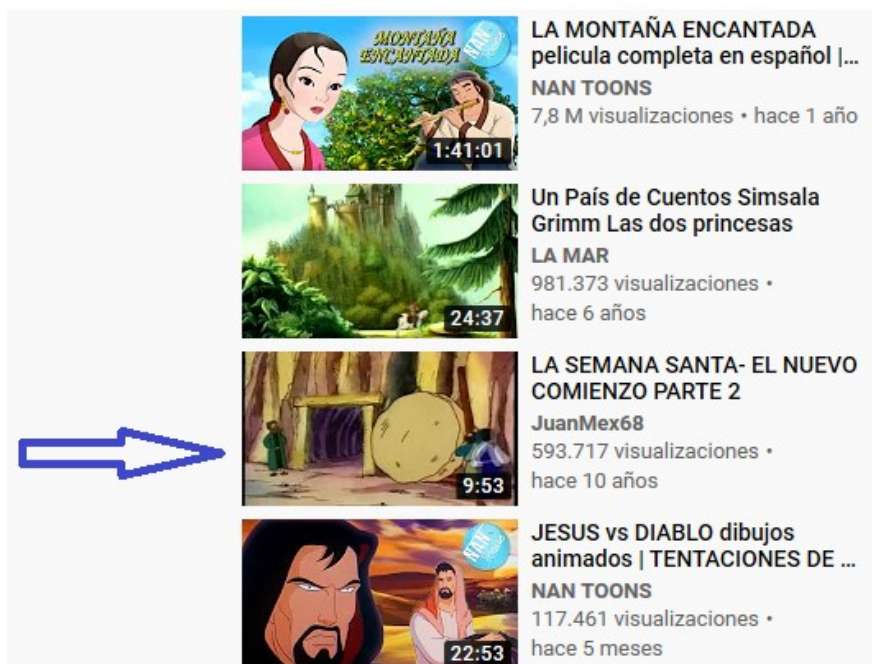 MONTAÑA
ENCANTADA
NAN
1:41:01
LA MONTAÑA ENCANTADA
pelicula completa en español |...
NAN TOONS
7,8 M visualizaciones • hace 1 año
24:37
Un País de Cuentos Simsala
Grimm Las dos princesas
LA MAR
981.373 visualizaciones •
hace 6 años
9:53
LA SEMANA SANTA- EL NUEVO
COMIENZO PARTE 2
JuanMex68
593.717 visualizaciones •
hace 10 años
NAN
22:53
JESUS vs DIABLO dibujos
animados | TENTACIONES DE ...
NAN TOONS
117.461 visualizaciones •
hace 5 meses